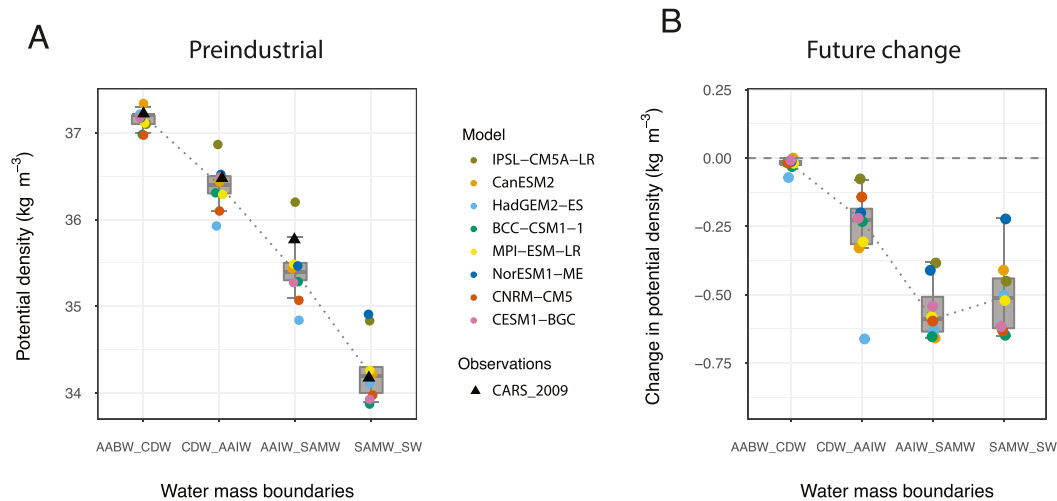 A
Preindustrial
Potential density (kg m−3)
37
36
35
34
AABW_CDW
CDW_AAIW
AAIW_SAMW
SAMW_SW
Water mass boundaries
Model
IPSL−CM5A−LR
CanESM2
HadGEM2−ES
BCC−CSM1−1
MPI−ESM−LR
NorESM1−ME
CNRM−CM5
CESM1−BGC
Observations
CARS_2009
B
Future change
Change in potential density (kg m−3)
0.25
0.00
−0.25
−0.50
−0.75
AABW_CDW
CDW_AAIW
AAIW_SAMW
SAMW_SW
Water mass boundaries